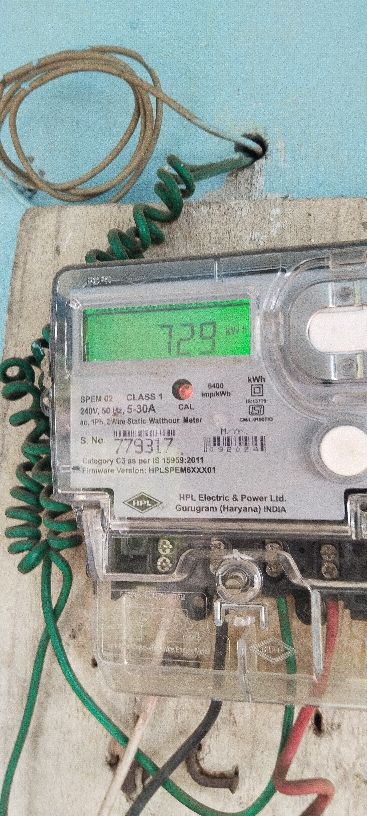 729 kWh
SPEM 02 CLASS 1 6400 kWh
240V, 50 Hz, 5-30A CAL imp/kWh
ac, 1Ph, 2 Wire Static Watthour Meter
S. No. 779317 M/YR
Category C3 as per IS 15959:2011
Firmware Version: HPLSPEM6XXX01
HPL HPL Electric & Power Ltd.
Gurugram (Haryana) INDIA
HPL